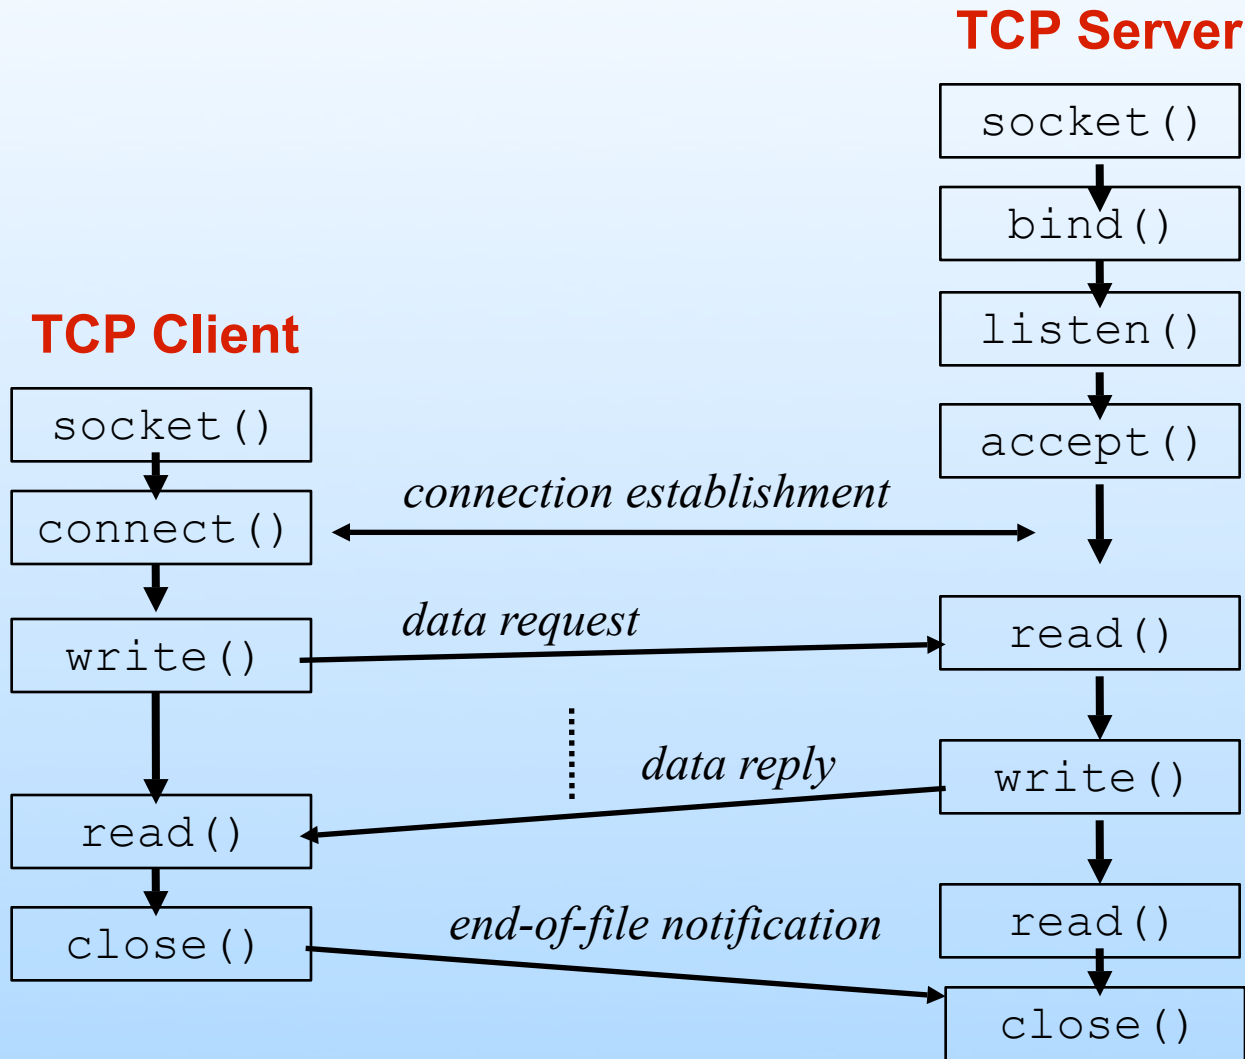 TCP Server
socket()
bind()
listen()
accept()
TCP Client
socket()
connect()
connection establishment
write()
data request
read()
data reply
write()
read()
close()
end-of-file notification
read()
close()